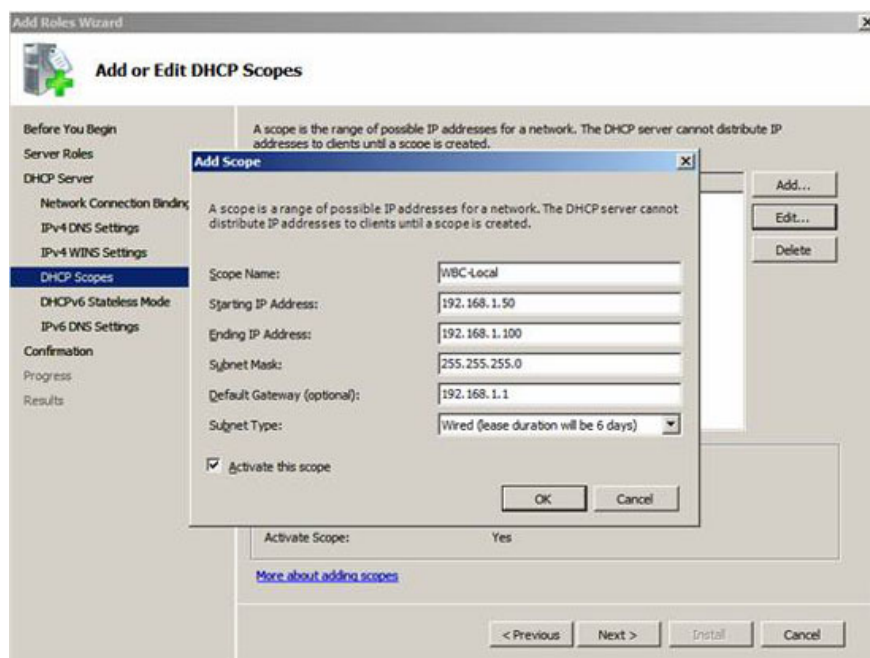 Add Roles Wizard
Add or Edit DHCP Scopes
Before You Begin
Server Roles
DHCP Server
Network Connection Binding
IPv4 DNS Settings
IPv4 WINS Settings
DHCP Scopes
DHCPv6 Stateless Mode
IPv6 DNS Settings
Confirmation
Progress
Results
A scope is the range of possible IP addresses for a network. The DHCP server cannot distribute IP
addresses to clients until a scope is created.
Add...
Edit...
Delete
Add Scope
A scope is a range of possible IP addresses for a network. The DHCP server cannot
distribute IP addresses to clients until a scope is created.
Scope Name: WBC-Local
Starting IP Address: 192.168.1.50
Ending IP Address: 192.168.1.100
Subnet Mask: 255.255.255.0
Default Gateway (optional): 192.168.1.1
Subnet Type: Wired (lease duration will be 6 days)
Activate this scope
OK Cancel
Activate Scope: Yes
More about adding scopes
< Previous Next > Install Cancel